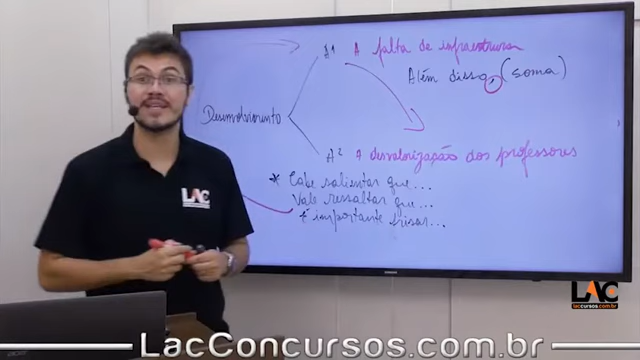 A1 A falta de infraestrutura
Além disso, (soma)
Desenvolvimento
A2 A desvalorização dos professores
* Cabe salientar que...
Vale ressaltar que...
É importante frisar...
LAC
LAC
laccursos.com.br
LacConcursos.com.br